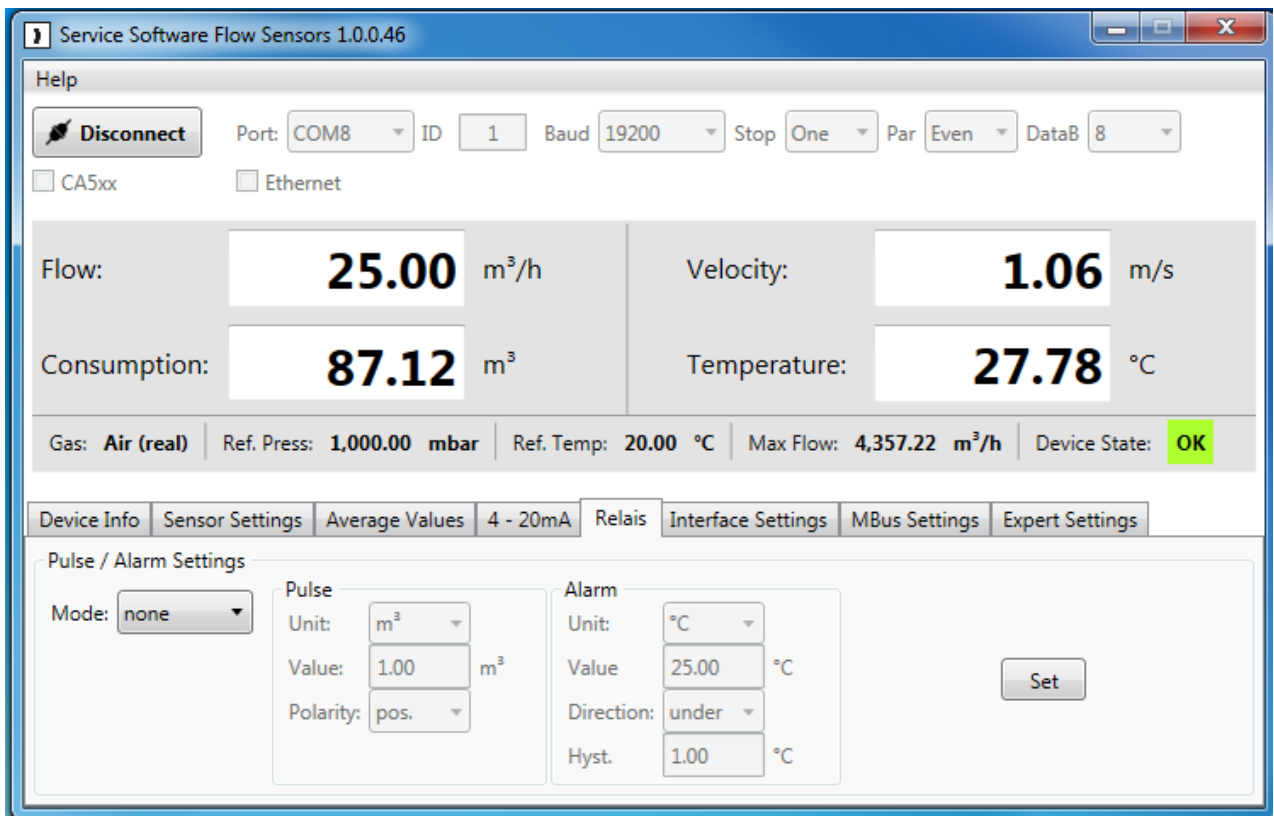 Service Software Flow Sensors 1.0.0.46
Help
Disconnect Port: COM8 ID 1 Baud 19200 Stop One Par Even DataB 8
CA5xx Ethernet
Flow: 25.00 m³/h Velocity: 1.06 m/s
Consumption: 87.12 m³ Temperature: 27.78 °C
Gas: Air (real) Ref. Press: 1,000.00 mbar Ref. Temp: 20.00 °C Max Flow: 4,357.22 m³/h Device State: OK
Device Info Sensor Settings Average Values 4 - 20mA Relais Interface Settings MBus Settings Expert Settings
Pulse / Alarm Settings
Mode: none
Pulse
Unit: m³
Value: 1.00 m³
Polarity: pos.
Alarm
Unit: °C
Value 25.00 °C
Direction: under
Hyst. 1.00 °C
Set